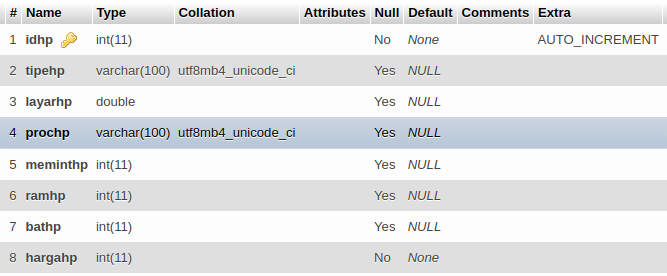 # Name Type Collation Attributes Null Default Comments Extra
1 idhp int(11) No None AUTO_INCREMENT
2 tipehp varchar(100) utf8mb4_unicode_ci Yes NULL
3 layarhp double Yes NULL
4 prochp varchar(100) utf8mb4_unicode_ci Yes NULL
5 meminthp int(11) Yes NULL
6 ramhp int(11) Yes NULL
7 bathp int(11) Yes NULL
8 hargahp int(11) No None